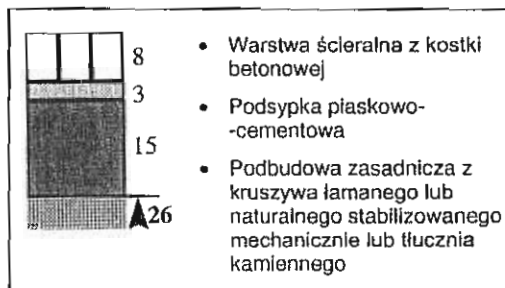 8
3
15
26
• Warstwa ścieralna z kostki
betonowej
• Podsypka piaskowo-
-cementowa
• Podbudowa zasadnicza z
kruszywa łamanego lub
naturalnego stabilizowanego
mechanicznie lub tłucznia
kamiennego